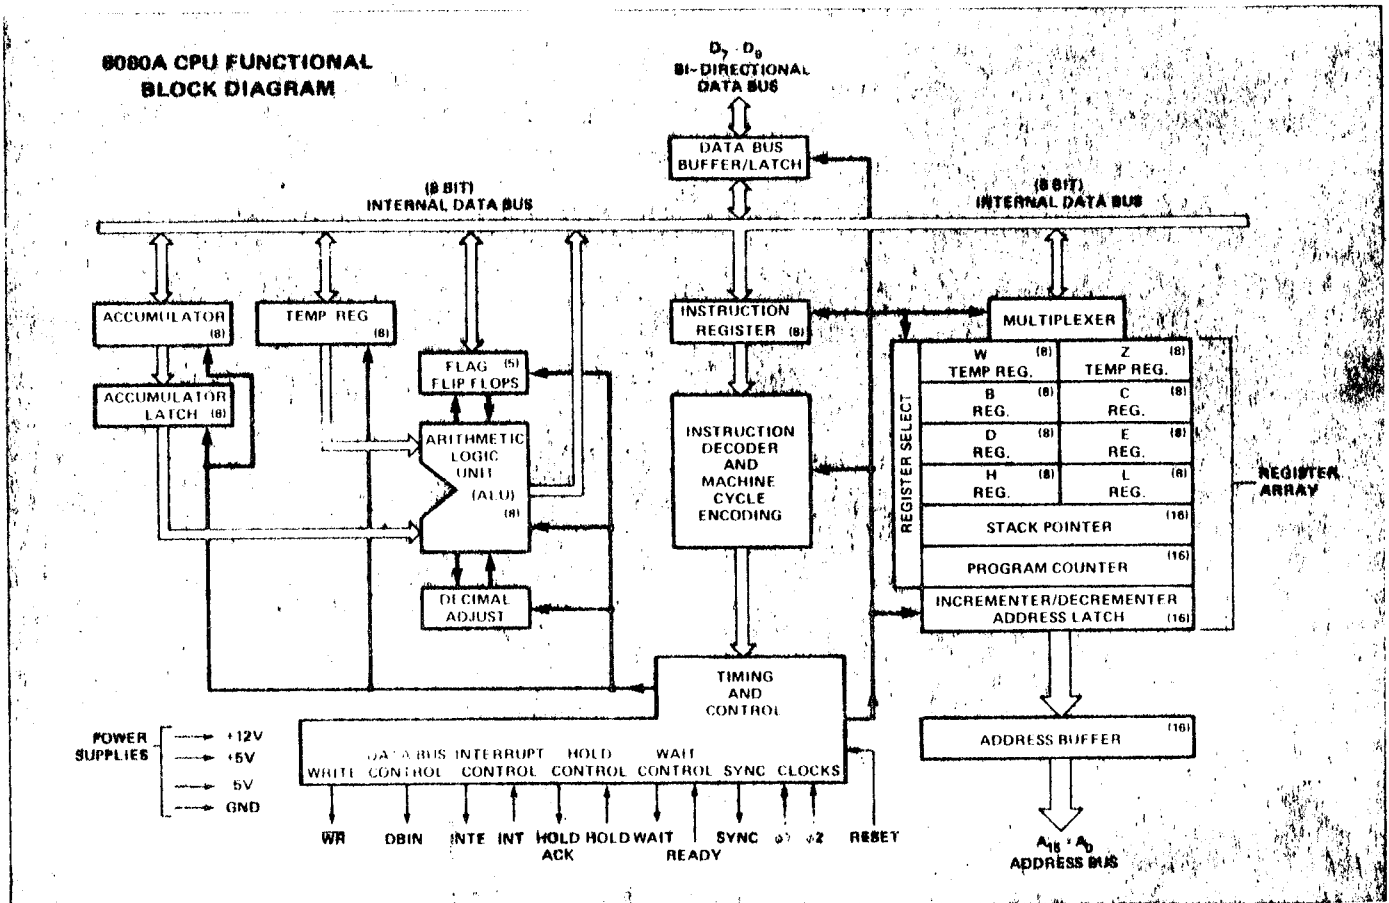 8080A CPU FUNCTIONAL
BLOCK DIAGRAM
D7 - D0
BI-DIRECTIONAL
DATA BUS
DATA BUS
BUFFER/LATCH
(8 BIT)
INTERNAL DATA BUS
(8 BIT)
INTERNAL DATA BUS
ACCUMULATOR
(8)
TEMP REG
(8)
INSTRUCTION
REGISTER (8)
MULTIPLEXER
ACCUMULATOR
LATCH (8)
FLAG (5)
FLIP FLOPS
REGISTER SELECT
W (8)
TEMP REG.
Z (8)
TEMP REG.
B (8)
REG.
C (8)
REG.
D (8)
REG.
E (8)
REG.
H (8)
REG.
L (8)
REG.
STACK POINTER (16)
PROGRAM COUNTER (16)
INCREMENTER/DECREMENTER
ADDRESS LATCH (16)
REGISTER
ARRAY
ARITHMETIC
LOGIC
UNIT
(ALU)
(8)
INSTRUCTION
DECODER
AND
MACHINE
CYCLE
ENCODING
DECIMAL
ADJUST
TIMING
AND
CONTROL
ADDRESS BUFFER (16)
POWER
SUPPLIES
+12V
+5V
5V
GND
WRITE
DATA BUS
CONTROL
INTERRUPT
CONTROL
HOLD
CONTROL
WAIT
CONTROL
SYNC
CLOCKS
WR
DBIN
INTE
INT
HOLD
ACK
HOLD
WAIT
READY
SYNC
ϕ1
ϕ2
RESET
A15 - A0
ADDRESS BUS